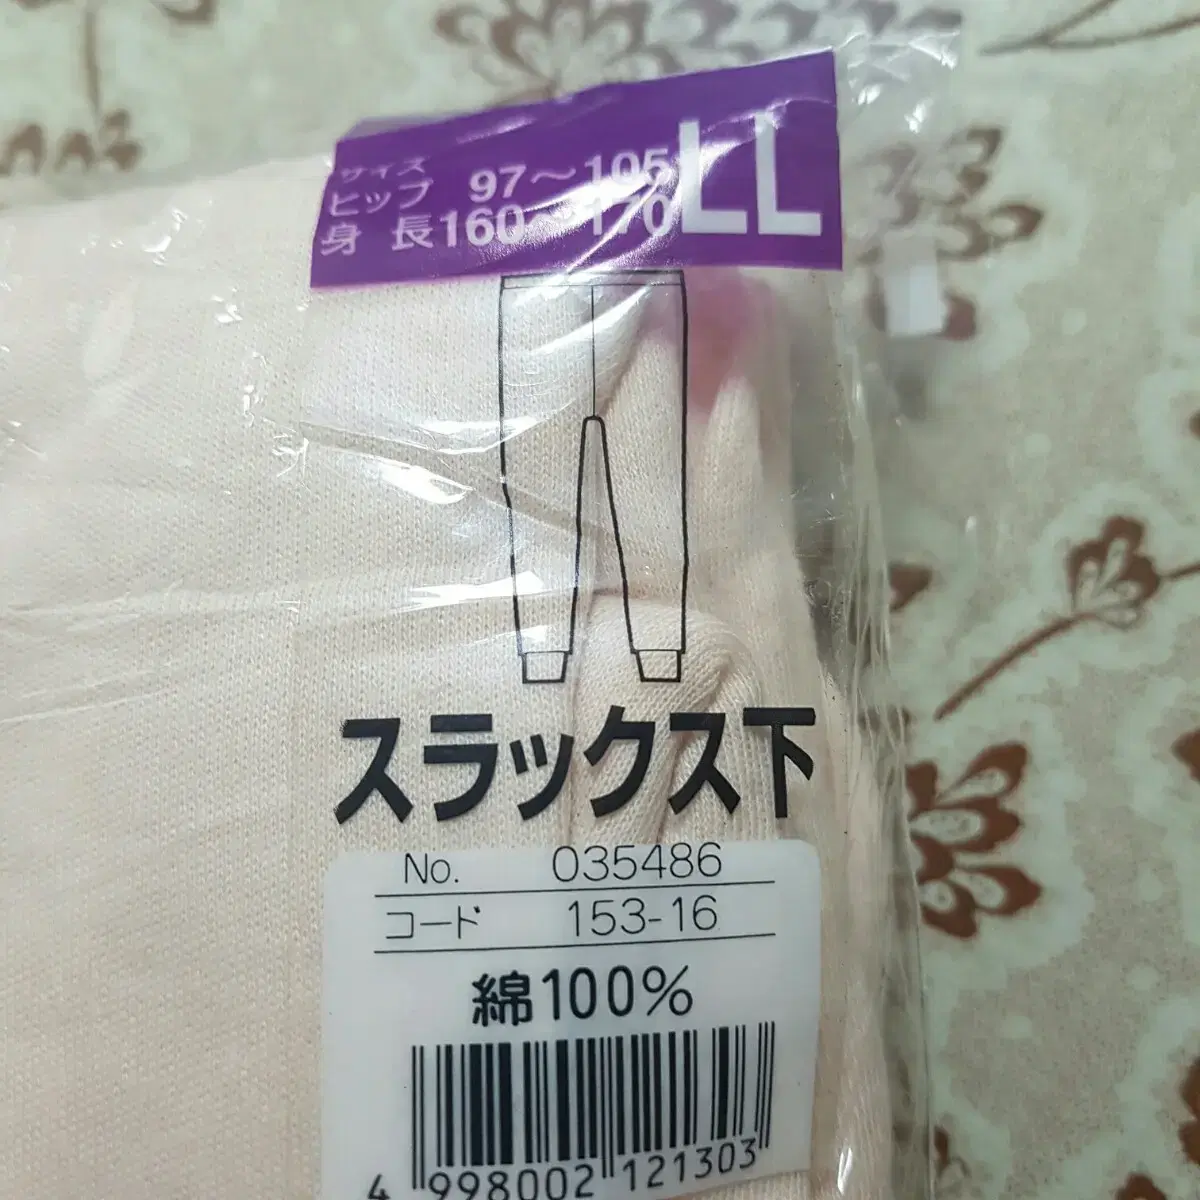 サイズ
ヒップ 97～105
身長160～170
LL
スラックス下
No. 035486
コード 153-16
綿100%
4 998002 121303